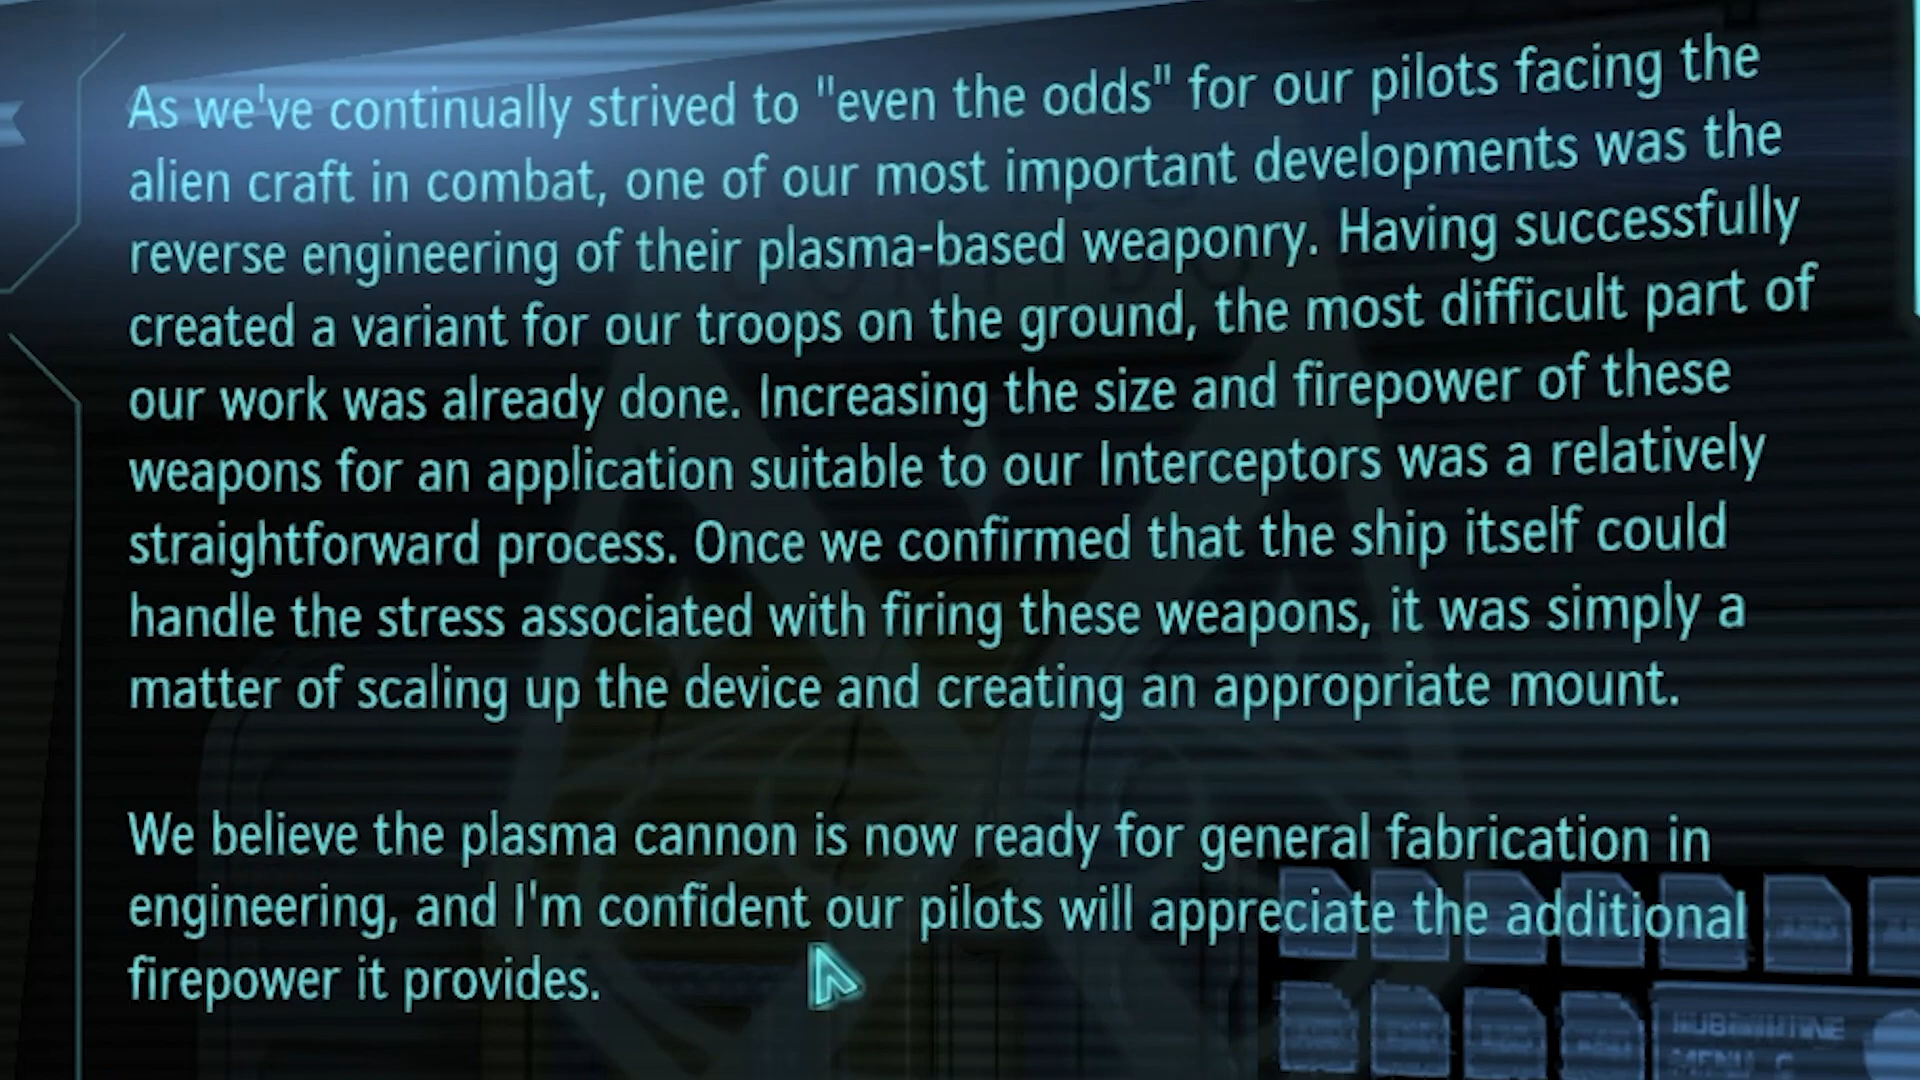 As we've continually strived to "even the odds" for our pilots facing the
alien craft in combat, one of our most important developments was the
reverse engineering of their plasma-based weaponry. Having successfully
created a variant for our troops on the ground, the most difficult part of
our work was already done. Increasing the size and firepower of these
weapons for an application suitable to our Interceptors was a relatively
straightforward process. Once we confirmed that the ship itself could
handle the stress associated with firing these weapons, it was simply a
matter of scaling up the device and creating an appropriate mount.
We believe the plasma cannon is now ready for general fabrication in
engineering, and I'm confident our pilots will appreciate the additional
firepower it provides.